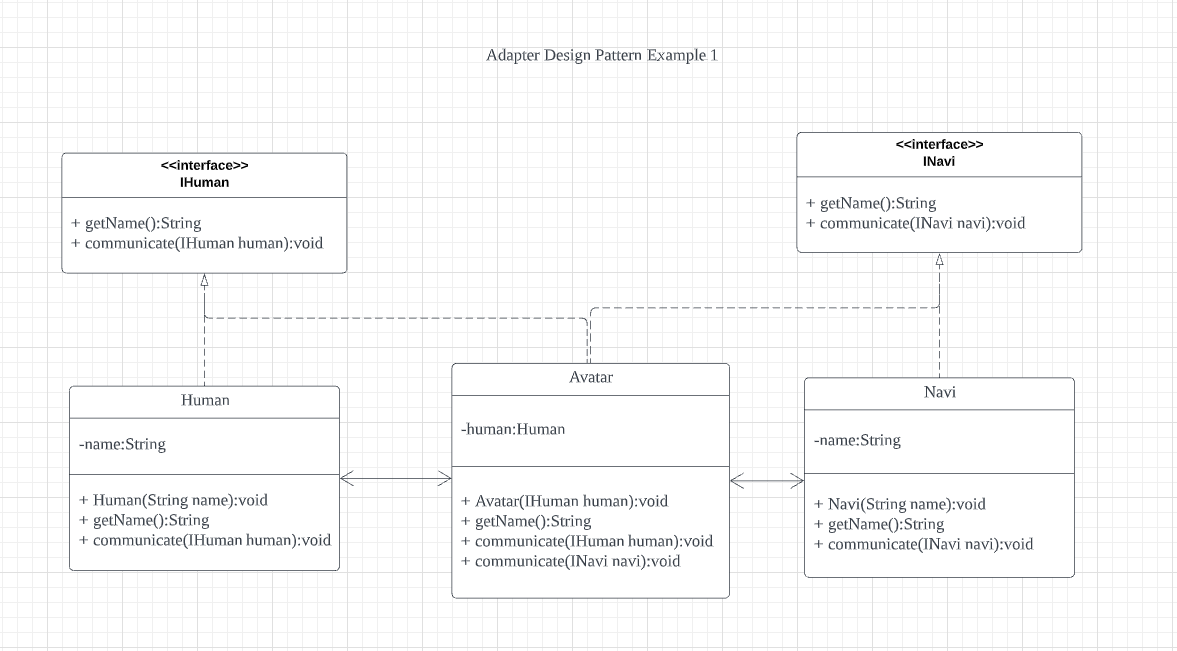 Adapter Design Pattern Example 1
<<interface>>
IHuman
+ getName():String
+ communicate(IHuman human):void
<<interface>>
INavi
+ getName():String
+ communicate(INavi navi):void
Human
-name:String
+ Human(String name):void
+ getName():String
+ communicate(IHuman human):void
Avatar
-human:Human
+ Avatar(IHuman human):void
+ getName():String
+ communicate(IHuman human):void
+ communicate(INavi navi):void
Navi
-name:String
+ Navi(String name):void
+ getName():String
+ communicate(INavi navi):void